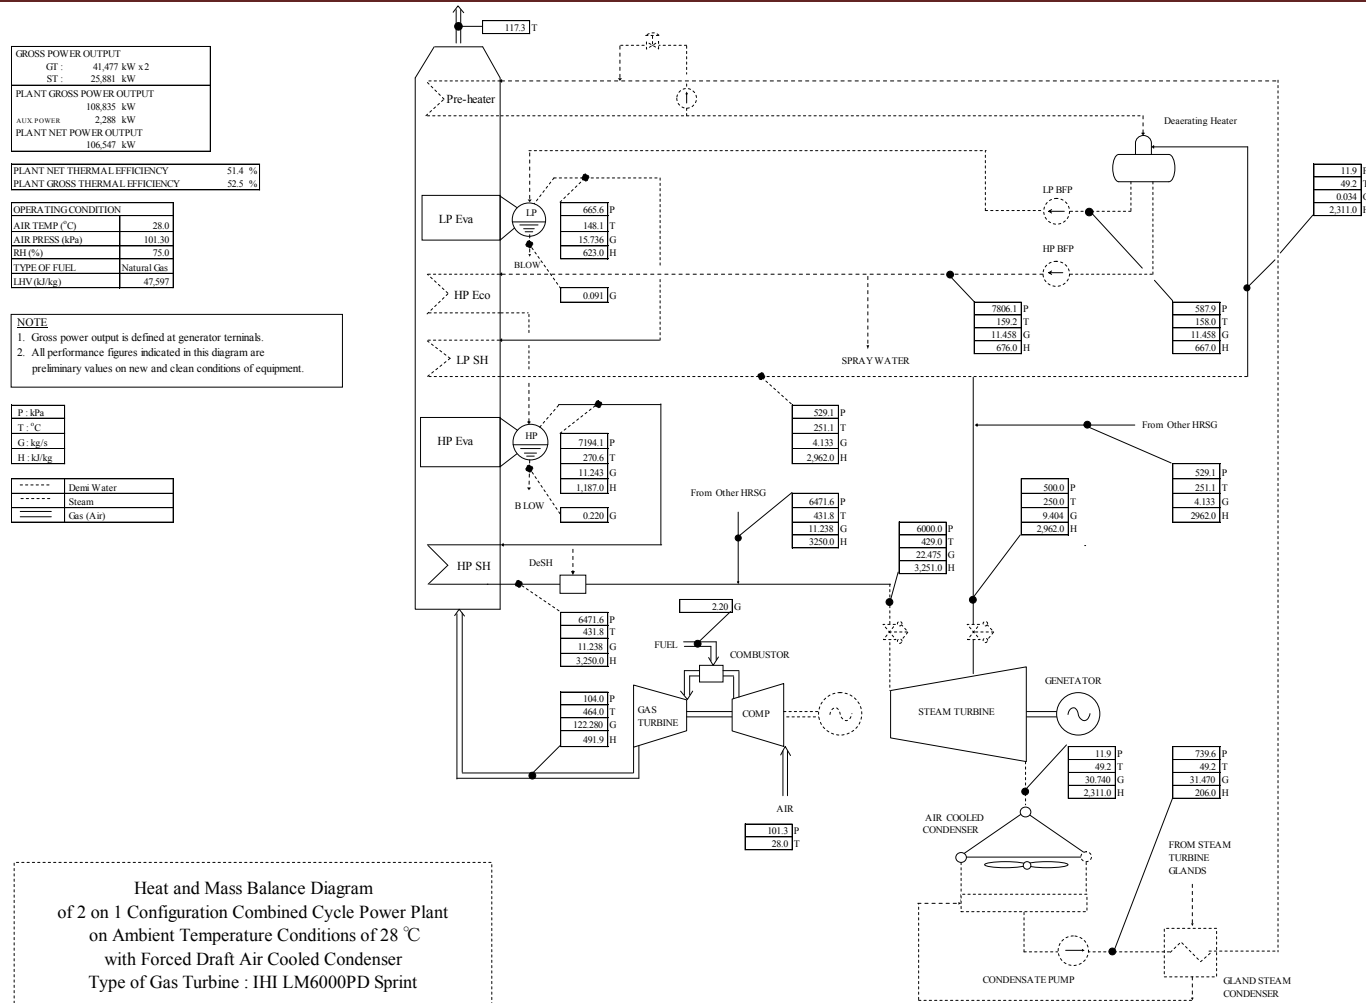 117.3 T
GROSS POWER OUTPUT
GT : 41,477 kW x 2
ST : 25,881 kW
PLANT GROSS POWER OUTPUT
108,835 kW
AUX POWER 2,288 kW
PLANT NET POWER OUTPUT
106,547 kW
PLANT NET THERMAL EFFICIENCY 51.4 %
PLANT GROSS THERMAL EFFICIENCY 52.5 %
OPERATING CONDITION
AIR TEMP (°C) 28.0
AIR PRESS (kPa) 101.30
RH (%) 75.0
TYPE OF FUEL Natural Gas
LHV (kJ/kg) 47,597
NOTE
1. Gross power output is defined at generator terninals.
2. All performance figures indicated in this diagram are
preliminary values on new and clean conditions of equipment.
P : kPa
T : °C
G : kg/s
H : kJ/kg
Demi Water
Steam
Gas (Air)
Pre-heater
Deaerating Heater
11.9 P
49.2 T
0.034 G
2,311.0 H
LP Eva
LP
BLOW
665.6 P
148.1 T
15.736 G
623.0 H
0.091 G
LP BFP
HP BFP
HP Eco
7806.1 P
159.2 T
11.458 G
676.0 H
587.9 P
158.0 T
11.458 G
667.0 H
SPRAY WATER
LP SH
529.1 P
251.1 T
4.133 G
2,962.0 H
From Other HRSG
529.1 P
251.1 T
4.133 G
2962.0 H
HP Eva
HP
BLOW
7194.1 P
270.6 T
11.243 G
1,187.0 H
0.220 G
From Other HRSG
6471.6 P
431.8 T
11.238 G
3250.0 H
6000.0 P
429.0 T
22.475 G
3,251.0 H
500.0 P
250.0 T
9.404 G
2,962.0 H
HP SH
DeSH
6471.6 P
431.8 T
11.238 G
3,250.0 H
2.20 G
FUEL
COMBUSTOR
104.0 P
464.0 T
122.280 G
491.9 H
GAS
TURBINE
COMP
AIR
101.3 P
28.0 T
STEAM TURBINE
GENETATOR
11.9 P
49.2 T
30.740 G
2,311.0 H
739.6 P
49.2 T
31.470 G
206.0 H
AIR COOLED
CONDENSER
FROM STEAM
TURBINE
GLANDS
CONDENSATE PUMP
GLAND STEAM
CONDENSER
Heat and Mass Balance Diagram
of 2 on 1 Configuration Combined Cycle Power Plant
on Ambient Temperature Conditions of 28 ℃
with Forced Draft Air Cooled Condenser
Type of Gas Turbine : IHI LM6000PD Sprint